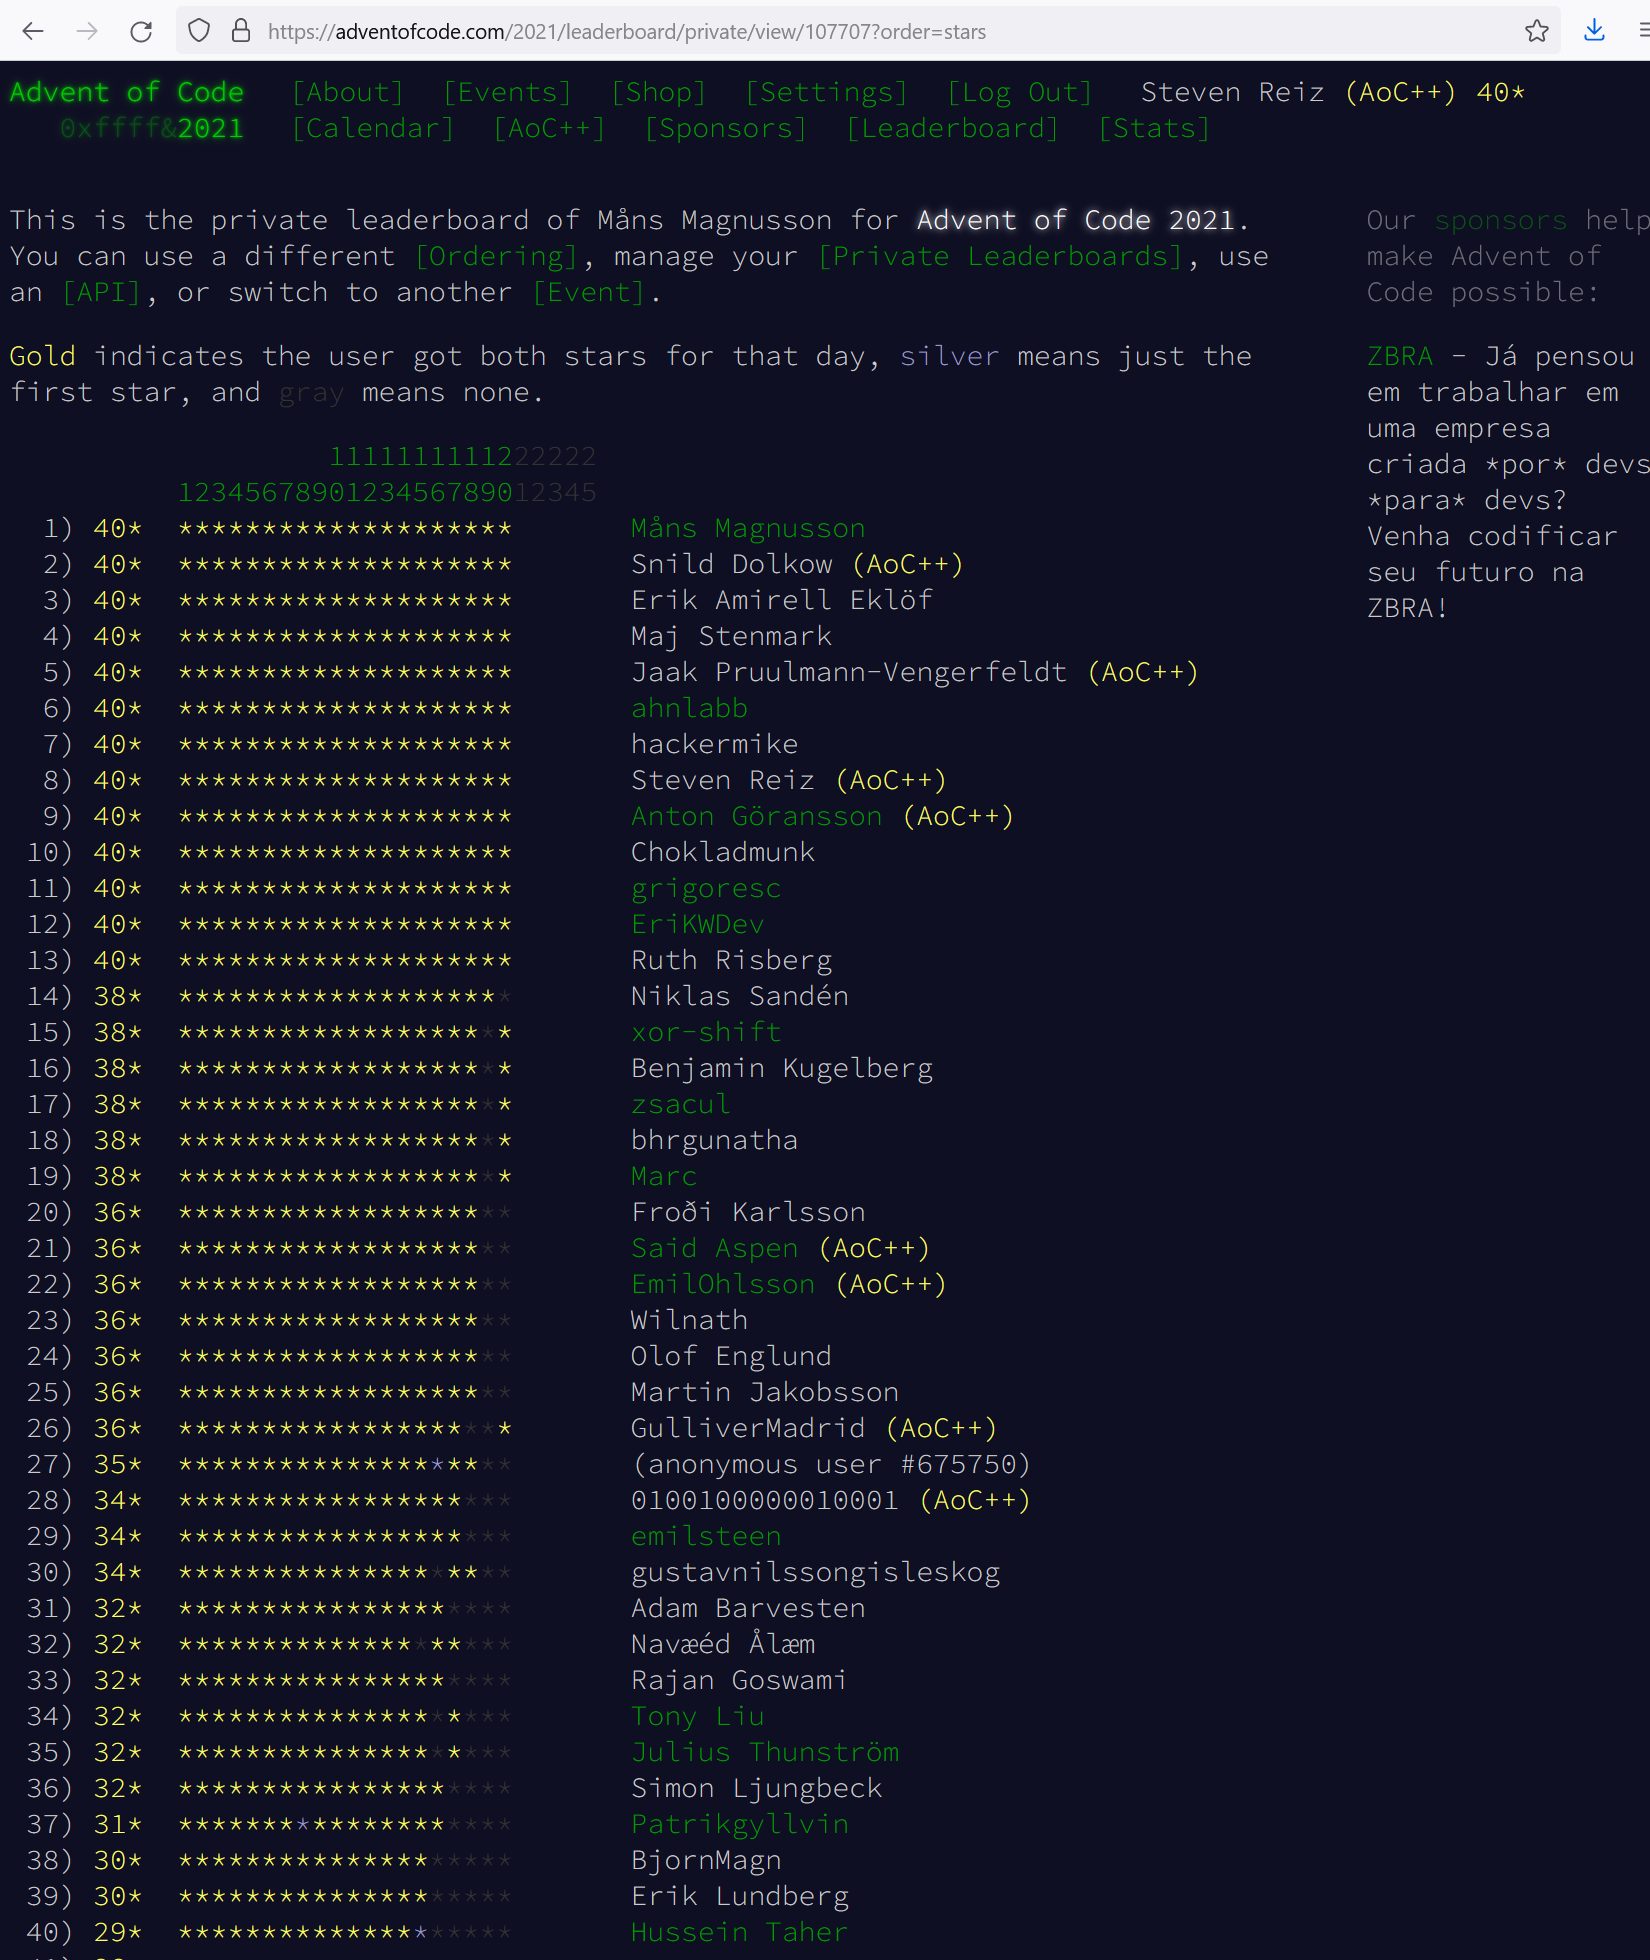 https://adventofcode.com/2021/leaderboard/private/view/107707?order=stars
Advent of Code [About] [Events] [Shop] [Settings] [Log Out] Steven Reiz (AoC++) 40*
0xffff&2021 [Calendar] [AoC++] [Sponsors] [Leaderboard] [Stats]
This is the private leaderboard of Måns Magnusson for Advent of Code 2021.
You can use a different [Ordering], manage your [Private Leaderboards], use
an [API], or switch to another [Event].
Gold indicates the user got both stars for that day, silver means just the
first star, and gray means none.
1111111111222222
1234567890123456789012345
1) 40* ******************** Måns Magnusson
2) 40* ******************** Snild Dolkow (AoC++)
3) 40* ******************** Erik Amirell Eklöf
4) 40* ******************** Maj Stenmark
5) 40* ******************** Jaak Pruulmann-Vengerfeldt (AoC++)
6) 40* ******************** ahnlabb
7) 40* ******************** hackermike
8) 40* ******************** Steven Reiz (AoC++)
9) 40* ******************** Anton Göransson (AoC++)
10) 40* ******************** Chokladmunk
11) 40* ******************** grigoresc
12) 40* ******************** EriKWDev
13) 40* ******************** Ruth Risberg
14) 38* ******************** Niklas Sandén
15) 38* ******************** xor-shift
16) 38* ******************** Benjamin Kugelberg
17) 38* ******************** zsacul
18) 38* ******************** bhrgunatha
19) 38* ******************** Marc
20) 36* ******************** Froði Karlsson
21) 36* ******************** Said Aspen (AoC++)
22) 36* ******************** EmilOhlsson (AoC++)
23) 36* ******************** Wilnath
24) 36* ******************** Olof Englund
25) 36* ******************** Martin Jakobsson
26) 36* ******************** GulliverMadrid (AoC++)
27) 35* ******************** (anonymous user #675750)
28) 34* ******************** 0100100000010001 (AoC++)
29) 34* ******************** emilsteen
30) 34* ******************** gustavnilssongisleskog
31) 32* ******************** Adam Barvesten
32) 32* ******************** Navæéd Ålæm
33) 32* ******************** Rajan Goswami
34) 32* ******************** Tony Liu
35) 32* ******************** Julius Thunström
36) 32* ******************** Simon Ljungbeck
37) 31* ******************** Patrikgyllvin
38) 30* ******************** BjornMagn
39) 30* ******************** Erik Lundberg
40) 29* ******************** Hussein Taher
Our sponsors help
make Advent of
Code possible:
ZBRA - Já pensou
em trabalhar em
uma empresa
criada *por* devs
*para* devs?
Venha codificar
seu futuro na
ZBRA!